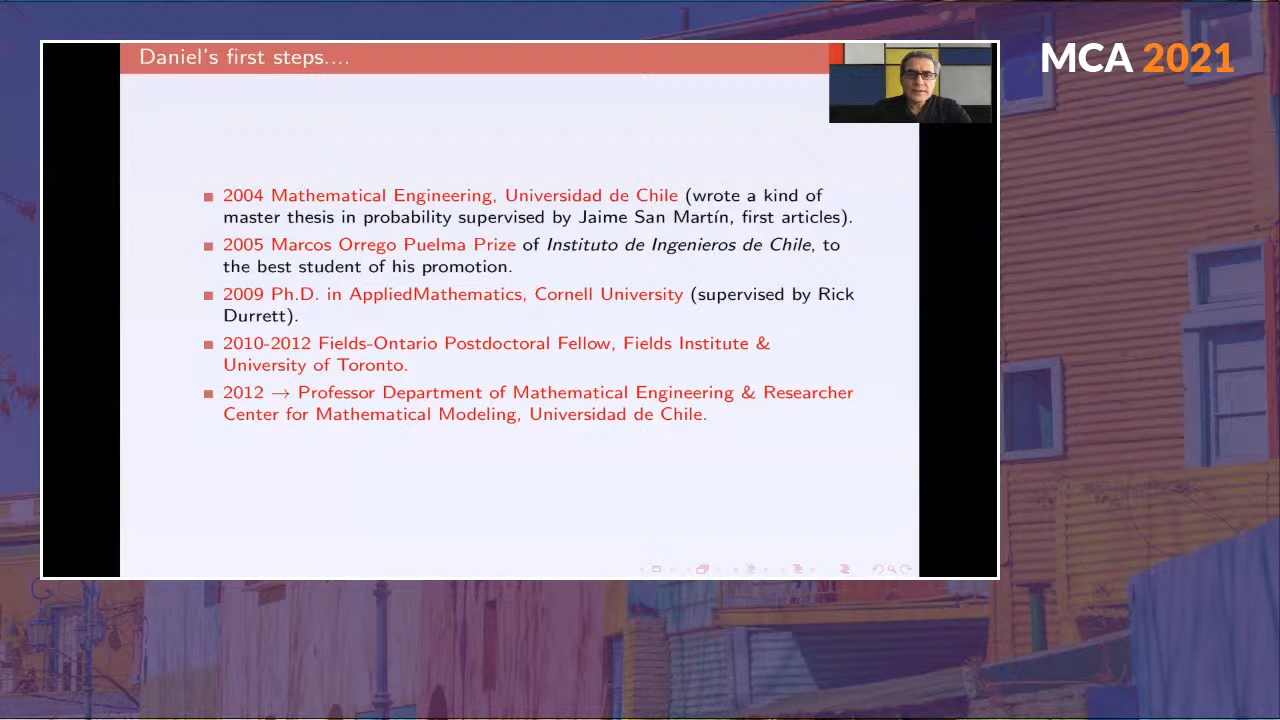 Daniel's first steps....
MCA 2021
2004 Mathematical Engineering, Universidad de Chile (wrote a kind of
master thesis in probability supervised by Jaime San Martín, first articles).
2005 Marcos Orrego Puelma Prize of Instituto de Ingenieros de Chile, to
the best student of his promotion.
2009 Ph.D. in AppliedMathematics, Cornell University (supervised by Rick
Durrett).
2010-2012 Fields-Ontario Postdoctoral Fellow, Fields Institute &
University of Toronto.
2012 → Professor Department of Mathematical Engineering & Researcher
Center for Mathematical Modeling, Universidad de Chile.